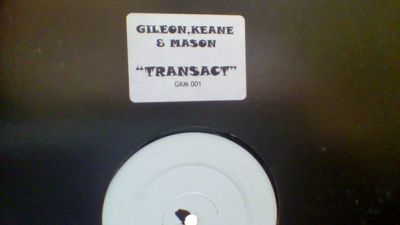 GILEON,KEANE
& MASON
"TRANSACT"
GKM 001